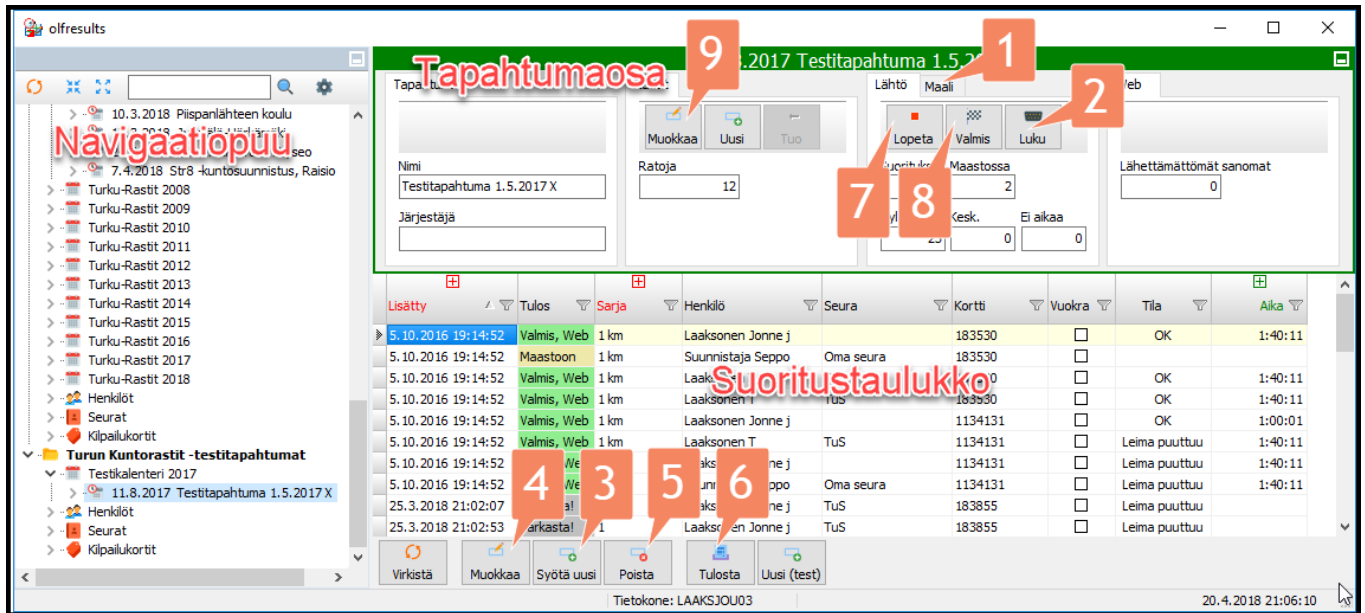 olfresults
2017 Testitapahtuma 1.5.
Tapahtumaosa
9
1
2
Lähtö Maali
Muokkaa Uusi Tuo
Lopeta Valmis Luku
7
8
Nimi
Testitapahtuma 1.5.2017 X
Järjestäjä
Ratoja
12
Maastossa
2
Kesk. Ei aikaa
0 0
Lähettämättömät sanomat
0
10.3.2018 Piispanlähteen koulu
Navigaatiopuu
7.4.2018 Str8 -kuntosuunnistus, Raisio
Turku-Rastit 2008
Turku-Rastit 2009
Turku-Rastit 2010
Turku-Rastit 2011
Turku-Rastit 2012
Turku-Rastit 2013
Turku-Rastit 2014
Turku-Rastit 2015
Turku-Rastit 2016
Turku-Rastit 2017
Turku-Rastit 2018
Henkilöt
Seurat
Kilpailukortit
Turun Kuntorastit -testitapahtumat
Testikalenteri 2017
11.8.2017 Testitapahtuma 1.5.2017 X
Henkilöt
Seurat
Kilpailukortit
Lisätty Tulos Sarja Henkilö Seura Kortti Vuokra Tila Aika
5.10.2016 19:14:52 Valmis, Web 1 km Laaksonen Jonne j 183530 OK 1:40:11
5.10.2016 19:14:52 Maastoon 1 km Suunnistaja Seppo Oma seura 183530
Suoritustaulukko
5.10.2016 19:14:52 Valmis, Web 1 km OK 1:40:11
5.10.2016 19:14:52 Valmis, Web 1 km Laaksonen T TuS 183530 OK 1:40:11
5.10.2016 19:14:52 Valmis, Web 1 km Laaksonen Jonne j 1134131 OK 1:00:01
5.10.2016 19:14:52 Valmis, Web 1 km Laaksonen T TuS 1134131 Leima puuttuu 1:40:11
5.10.2016 19:14:52 1134131 Leima puuttuu 1:40:11
5.10.2016 19:14:52 Oma seura 1134131 Leima puuttuu 1:40:11
25.3.2018 21:02:07 TuS 183855 Leima puuttuu
25.3.2018 21:02:53 1 Jonne j TuS 183855 Leima puuttuu
4
3
5
6
Virkistä Muokkaa Syötä uusi Poista Tulosta Uusi (test)
Tietokone: LAAKSJOU03 20.4.2018 21:06:10